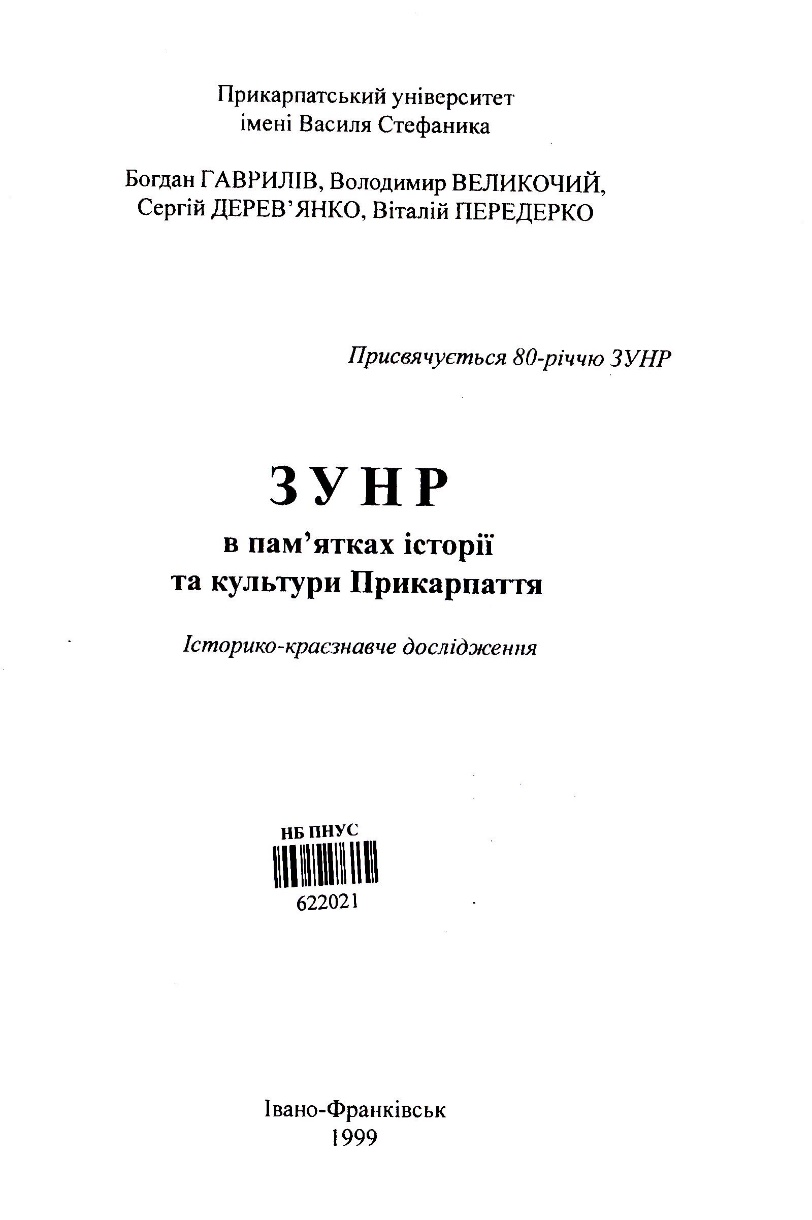 Прикарпатський університет
імені Василя Стефаника
Богдан ГАВРИЛІВ, Володимир ВЕЛИКОЧИЙ,
Сергій ДЕРЕВ’ЯНКО, Віталій ПЕРЕДЕРКО
Присвячується 80-річчю ЗУНР
ЗУНР
в пам’ятках історії
та культури Прикарпаття
Історико-краєзнавче дослідження
НБ ПНУС
622021
Івано-Франківськ
1999